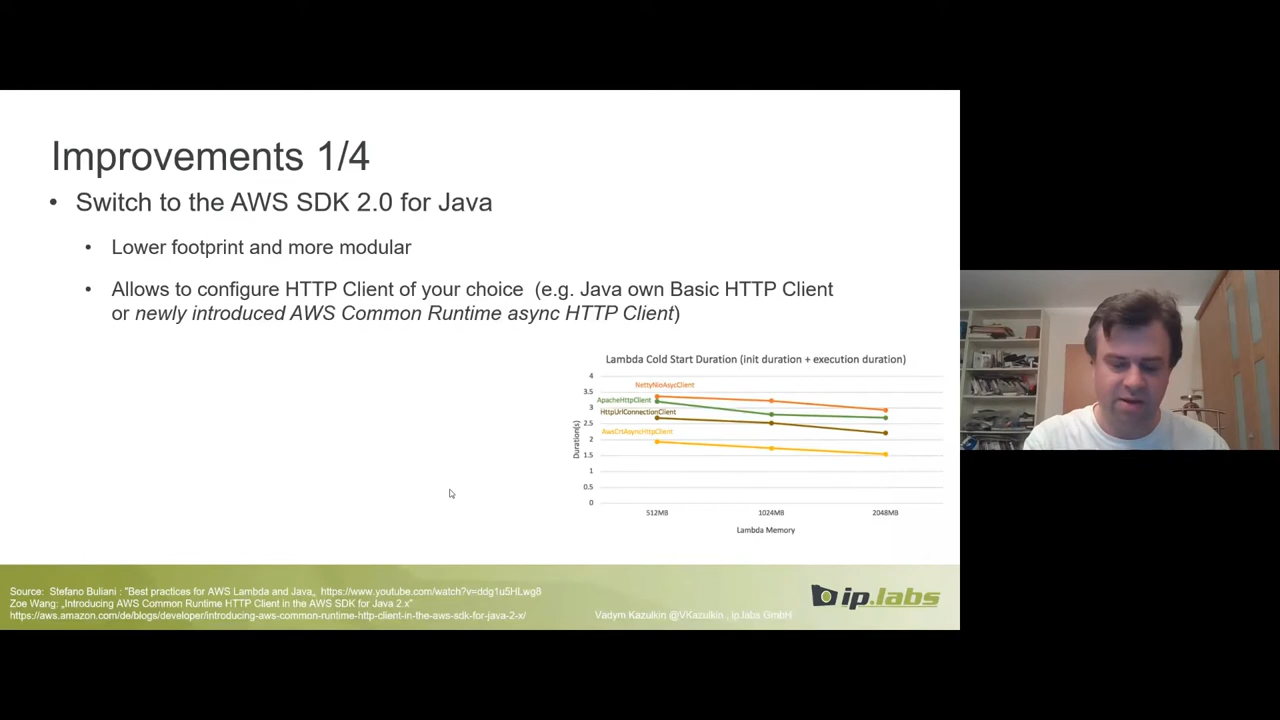 Improvements 1/4
• Switch to the AWS SDK 2.0 for Java
• Lower footprint and more modular
• Allows to configure HTTP Client of your choice (e.g. Java own Basic HTTP Client
or newly introduced AWS Common Runtime async HTTP Client)
Lambda Cold Start Duration (init duration + execution duration)
4
3.5
3
2.5
2
1.5
1
0.5
0
Duration(s)
NettyNioAsycClient
ApacheHttpClient
HttpUrlConnectionClient
AwsCrtAsyncHttpClient
512MB 1024MB 2048MB
Lambda Memory
Source: Stefano Buliani : "Best practices for AWS Lambda and Java„ https://www.youtube.com/watch?v=ddg1u5HLwg8
Zoe Wang: „Introducing AWS Common Runtime HTTP Client in the AWS SDK for Java 2.x"
https://aws.amazon.com/de/blogs/developer/introducing-aws-common-runtime-http-client-in-the-aws-sdk-for-java-2-x/
Vadym Kazulkin @VKazulkin , ip.labs GmbH
ip.labs